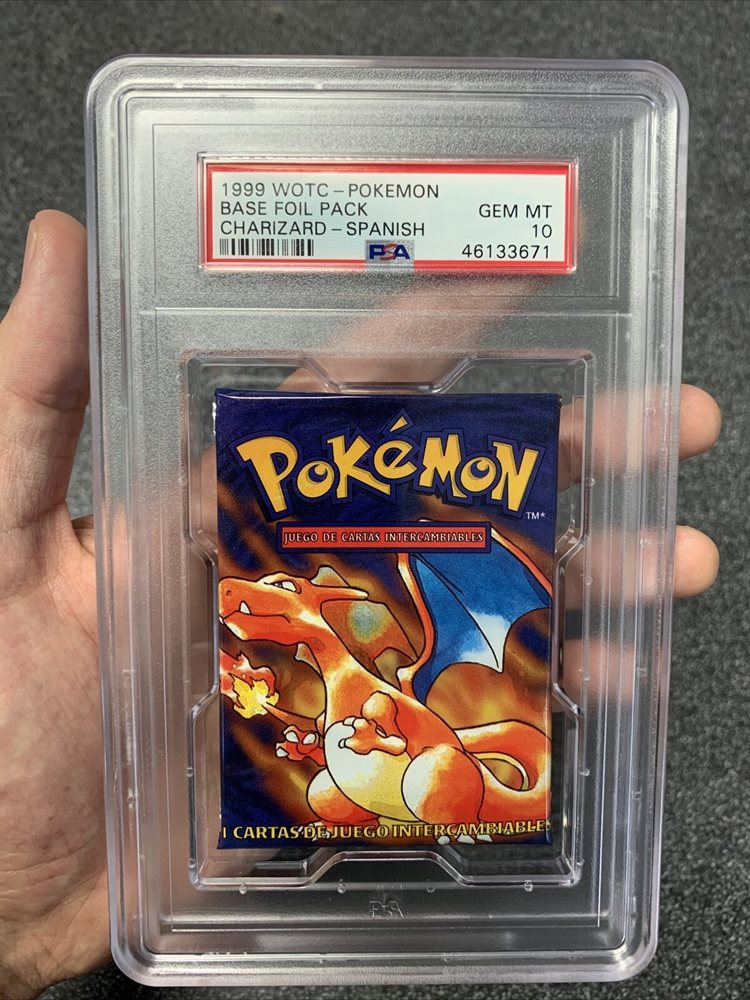 1999 WOTC – POKEMON
BASE FOIL PACK GEM MT
CHARIZARD – SPANISH 10
PSA 46133671
POKéMON
TM*
JUEGO DE CARTAS INTERCAMBIABLES
1 CARTAS DE JUEGO INTERCAMBIABLES
PSA